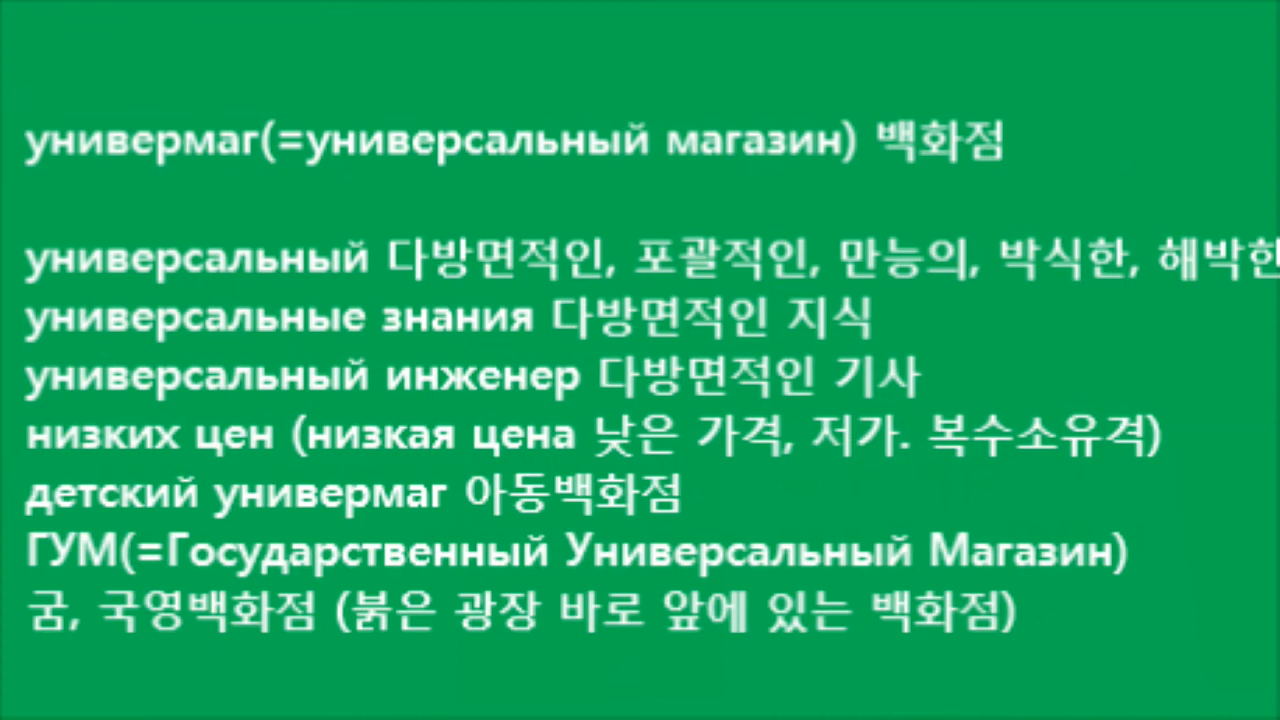 универмаг(=универсальный магазин) 백화점
универсальный 다방면적인, 포괄적인, 만능의, 박식한, 해박한
универсальные знания 다방면적인 지식
универсальный инженер 다방면적인 기사
низких цен (низкая цена 낮은 가격, 저가. 복수소유격)
детский универмаг 아동백화점
ГУМ(=Государственный Универсальный Магазин)
굼, 국영백화점 (붉은 광장 바로 앞에 있는 백화점)